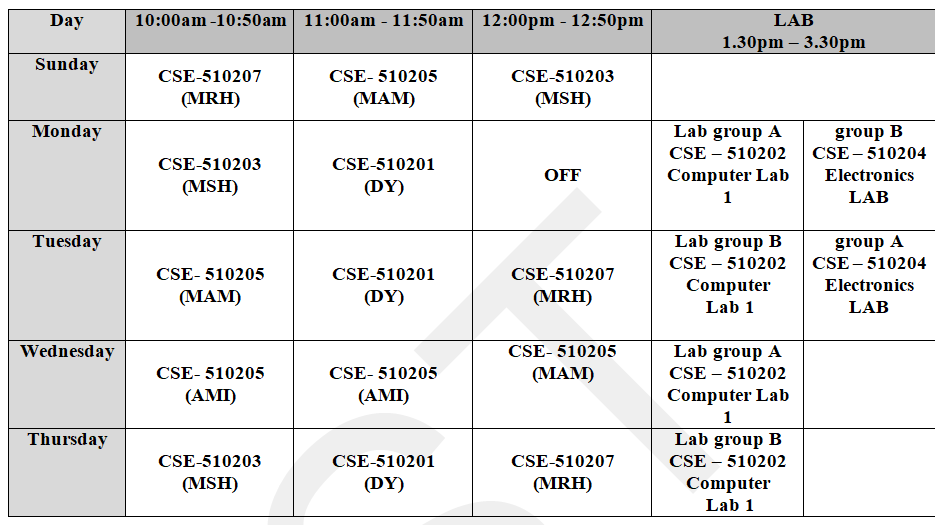 Day 10:00am -10:50am 11:00am - 11:50am 12:00pm - 12:50pm LAB
1.30pm – 3.30pm
Sunday
CSE-510207
(MRH)
CSE- 510205
(MAM)
CSE-510203
(MSH)
Monday
CSE-510203
(MSH)
CSE-510201
(DY)
OFF
Lab group A
CSE – 510202
Computer Lab
1
group B
CSE – 510204
Electronics
LAB
Tuesday
CSE- 510205
(MAM)
CSE-510201
(DY)
CSE-510207
(MRH)
Lab group B
CSE – 510202
Computer
Lab 1
group A
CSE – 510204
Electronics
LAB
Wednesday
CSE- 510205
(AMI)
CSE- 510205
(AMI)
CSE- 510205
(MAM)
Lab group A
CSE – 510202
Computer Lab
1
Thursday
CSE-510203
(MSH)
CSE-510201
(DY)
CSE-510207
(MRH)
Lab group B
CSE – 510202
Computer
Lab 1